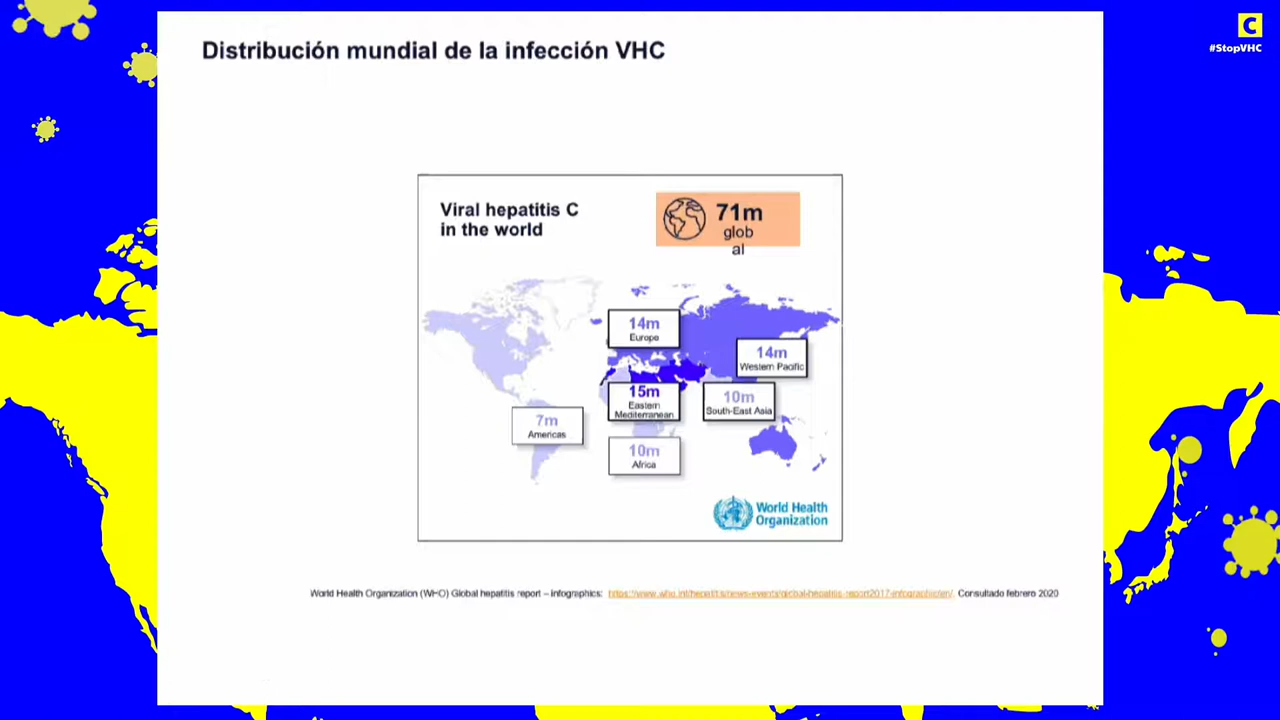 Distribución mundial de la infección VHC
C
#StopVHC
Viral hepatitis C
in the world
71m
glob
al
14m
Europe
14m
Western Pacific
15m
Eastern
Mediterranean
10m
South-East Asia
7m
Americas
10m
Africa
World Health
Organization
World Health Organization (WHO) Global hepatitis report – infographics: Consultado febrero 2020